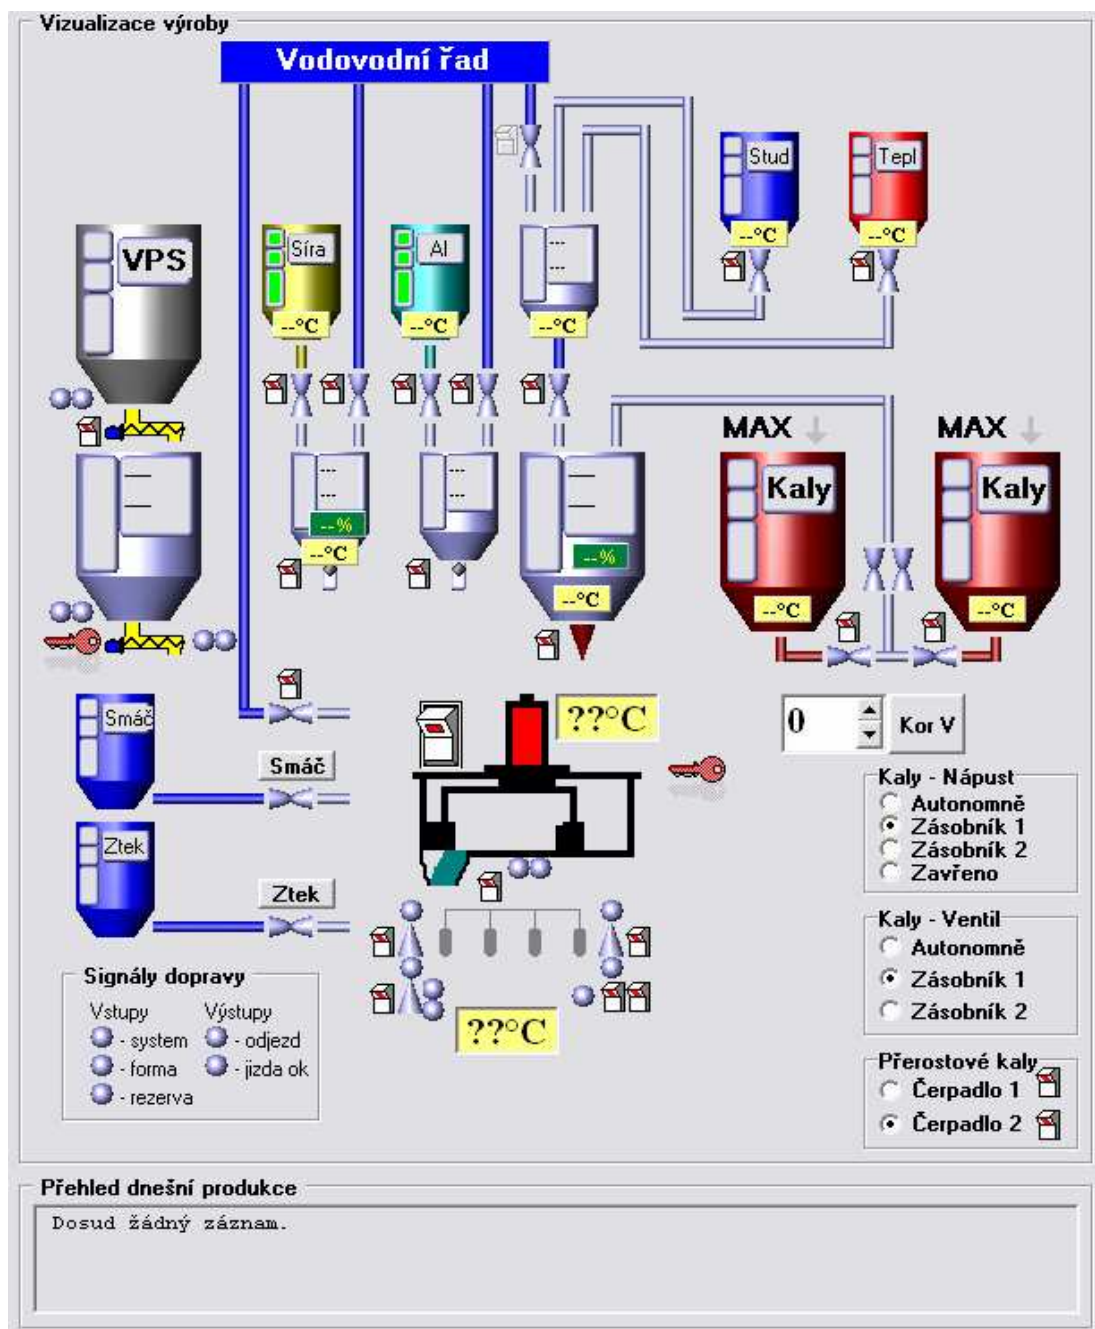 Vizualizace výroby
Vodovodní řad
Stud
Tepl
--°C
--°C
VPS
Síra
Al
---
---
--°C
--°C
--°C
MAX
MAX
Kaly
Kaly
---
---
--%
--°C
---
---
--%
--°C
--°C
--°C
Smáč
??°C
0
Kor V
Smáč
Kaly - Nápust
Autonomně
Zásobník 1
Zásobník 2
Zavřeno
Ztek
Ztek
Kaly - Ventil
Autonomně
Zásobník 1
Zásobník 2
Signály dopravy
Vstupy
Výstupy
- system
- odjezd
- forma
- jizda ok
- rezerva
??°C
Přerostové kaly
Čerpadlo 1
Čerpadlo 2
Přehled dnešní produkce
Dosud žádný záznam.